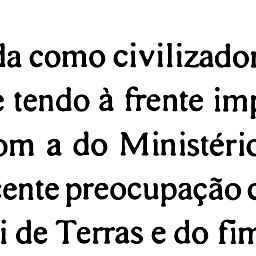 da como civilizador
e tendo à frente imp
om a do Ministério
cente preocupação d
i de Terras e do fim